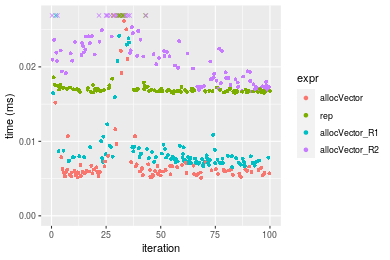 time (ms)
0.02
0.01
0.00
0
25
50
75
100
iteration
expr
allocVector
rep
allocVector_R1
allocVector_R2